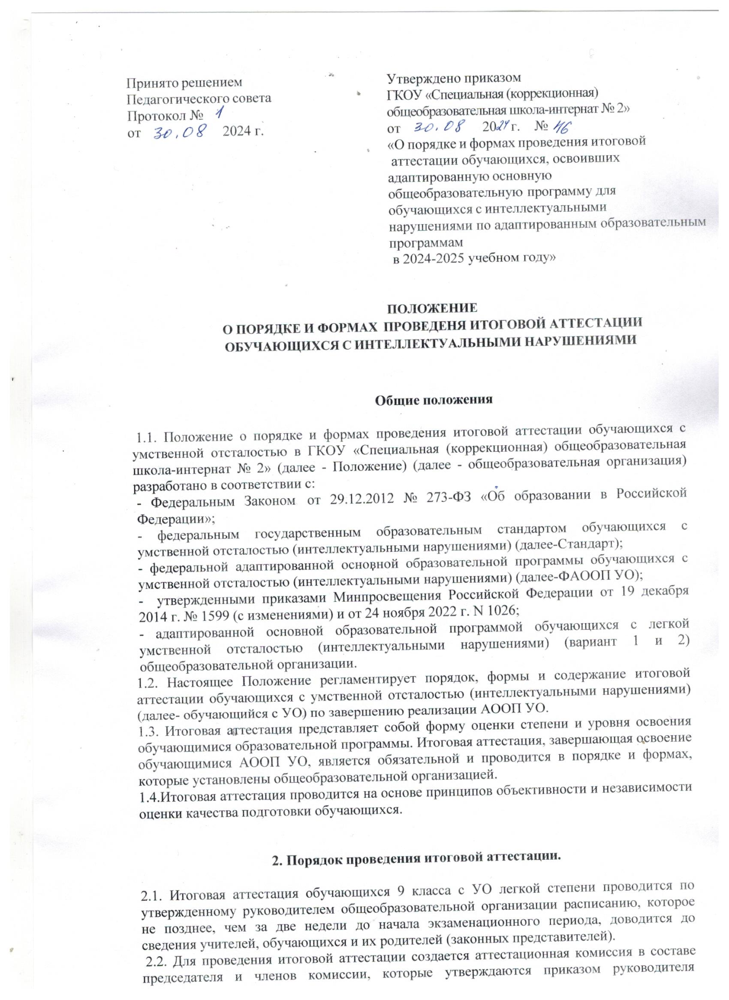 Принято решением
Педагогического совета
Протокол № 1
от 30.08 2024 г.
Утверждено приказом
ГКОУ «Специальная (коррекционная)
общеобразовательная школа-интернат № 2»
от 30.08 2024 г. № 46
«О порядке и формах проведения итоговой
аттестации обучающихся, освоивших
адаптированную основную
общеобразовательную программу для
обучающихся с интеллектуальными
нарушениями по адаптированным образовательным
программам
в 2024-2025 учебном году»
ПОЛОЖЕНИЕ
О ПОРЯДКЕ И ФОРМАХ ПРОВЕДЕНЯ ИТОГОВОЙ АТТЕСТАЦИИ
ОБУЧАЮЩИХСЯ С ИНТЕЛЛЕКТУАЛЬНЫМИ НАРУШЕНИЯМИ
Общие положения
1.1. Положение о порядке и формах проведения итоговой аттестации обучающихся с
умственной отсталостью в ГКОУ «Специальная (коррекционная) общеобразовательная
школа-интернат № 2» (далее - Положение) (далее - общеобразовательная организация)
разработано в соответствии с:
- Федеральным Законом от 29.12.2012 № 273-ФЗ «Об образовании в Российской
Федерации»;
- федеральным государственным образовательным стандартом обучающихся с
умственной отсталостью (интеллектуальными нарушениями) (далее-Стандарт);
- федеральной адаптированной основной образовательной программы обучающихся с
умственной отсталостью (интеллектуальными нарушениями) (далее-ФАООП УО);
- утвержденными приказами Минпросвещения Российской Федерации от 19 декабря
2014 г. № 1599 (с изменениями) и от 24 ноября 2022 г. N 1026;
- адаптированной основной образовательной программой обучающихся с легкой
умственной отсталостью (интеллектуальными нарушениями) (вариант 1 и 2)
общеобразовательной организации.
1.2. Настоящее Положение регламентирует порядок, формы и содержание итоговой
аттестации обучающихся с умственной отсталостью (интеллектуальными нарушениями)
(далее- обучающийся с УО) по завершению реализации АООП УО.
1.3. Итоговая аттестация представляет собой форму оценки степени и уровня освоения
обучающимися образовательной программы. Итоговая аттестация, завершающая освоение
обучающимися АООП УО, является обязательной и проводится в порядке и формах,
которые установлены общеобразовательной организацией.
1.4.Итоговая аттестация проводится на основе принципов объективности и независимости
оценки качества подготовки обучающихся.
2. Порядок проведения итоговой аттестации.
2.1. Итоговая аттестация обучающихся 9 класса с УО легкой степени проводится по
утвержденному руководителем общеобразовательной организации расписанию, которое
не позднее, чем за две недели до начала экзаменационного периода, доводится до
сведения учителей, обучающихся и их родителей (законных представителей).
2.2. Для проведения итоговой аттестации создается аттестационная комиссия в составе
председателя и членов комиссии, которые утверждаются приказом руководителя